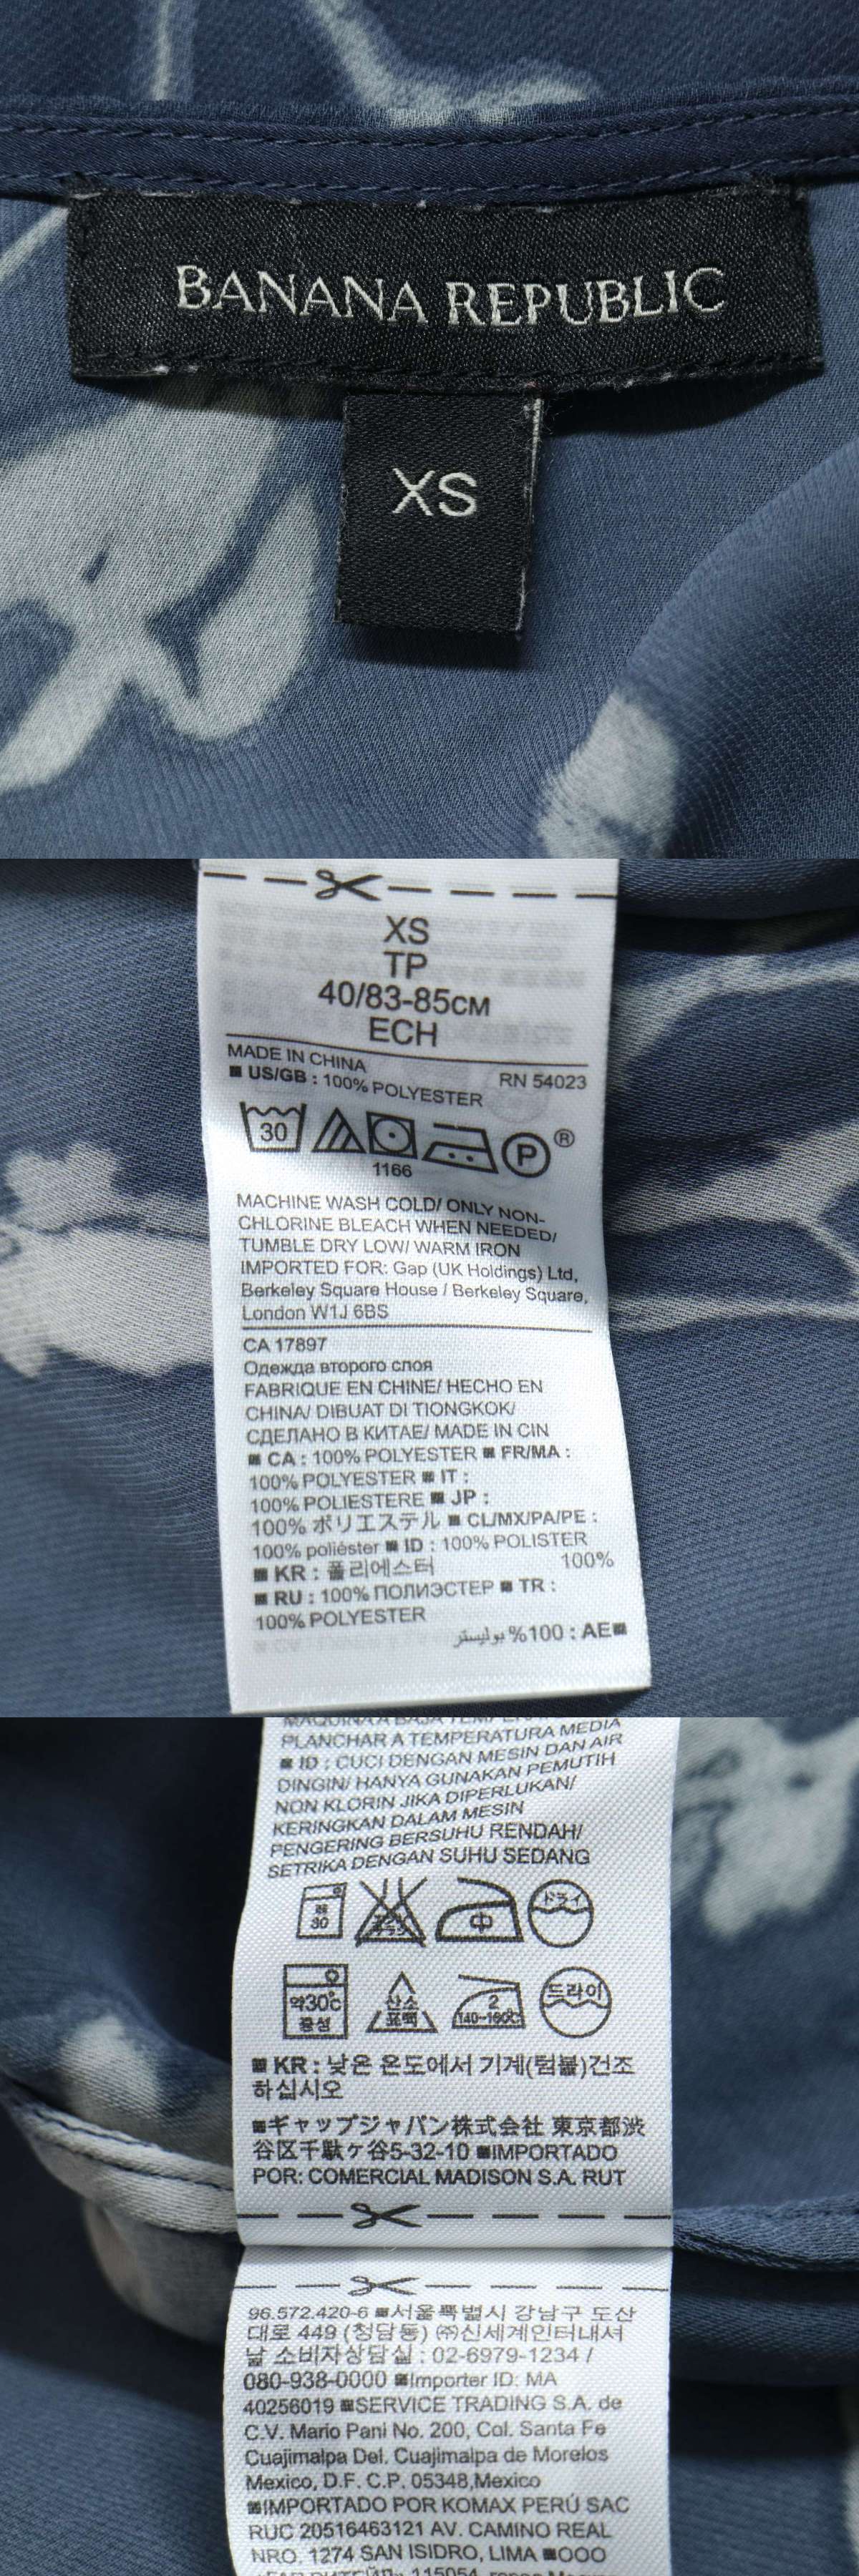 BANANA REPUBLIC
XS
XS
TP
40/83-85см
ECH
MADE IN CHINA
RN 54023
■ US/GB : 100% POLYESTER
30
P ®
1166
MACHINE WASH COLD/ ONLY NON-
CHLORINE BLEACH WHEN NEEDED/
TUMBLE DRY LOW/ WARM IRON
IMPORTED FOR: Gap (UK Holdings) Ltd,
Berkeley Square House / Berkeley Square,
London W1J 6BS
CA 17897
Одежда второго слоя
FABRIQUE EN CHINE/ HECHO EN
CHINA/ DIBUAT DI TIONGKOK/
СДЕЛАНО В КИТАЕ/ MADE IN CIN
■ CA : 100% POLYESTER ■ FR/MA :
100% POLYESTER ■ IT :
100% POLIESTERE ■ JP :
100% ポリエステル ■ CL/MX/PA/PE :
100% poliéster ■ ID : 100% POLISTER
■ KR : 폴리에스터 100%
■ RU : 100% ПОЛИЭСТЕР ■ TR :
100% POLYESTER
■AE : 100% بوليستر
MAQUINA A BAJA
PLANCHAR A TEMPERATURA MEDIA
■ ID : CUCI DENGAN MESIN DAN AIR
DINGIN/ HANYA GUNAKAN PEMUTIH
NON KLORIN JIKA DIPERLUKAN/
KERINGKAN DALAM MESIN
PENGERING BERSUHU RENDAH/
SETRIKA DENGAN SUHU SEDANG
弱 30 中 ドライ
약30℃ 중성 산소 표백 2 140~160℃ 드라이
■ KR : 낮은 온도에서 기계(텀블)건조
하십시오
■ギャップジャパン株式会社 東京都渋
谷区千駄ヶ谷5-32-10 ■IMPORTADO
POR: COMERCIAL MADISON S.A. RUT
96.572.420-6 ■서울특별시 강남구 도산
대로 449 (청담동) ㈜신세계인터내셔
날 소비자상담실 : 02-6979-1234 /
080-938-0000 ■Importer ID: MA
40256019 ■SERVICE TRADING S.A. de
C.V. Mario Pani No. 200, Col. Santa Fe
Cuajimalpa Del. Cuajimalpa de Morelos
Mexico, D.F. C.P. 05348,Mexico
■IMPORTADO POR KOMAX PERÚ SAC
RUC 20516463121 AV. CAMINO REAL
NRO. 1274 SAN ISIDRO, LIMA ■ООО
115054,